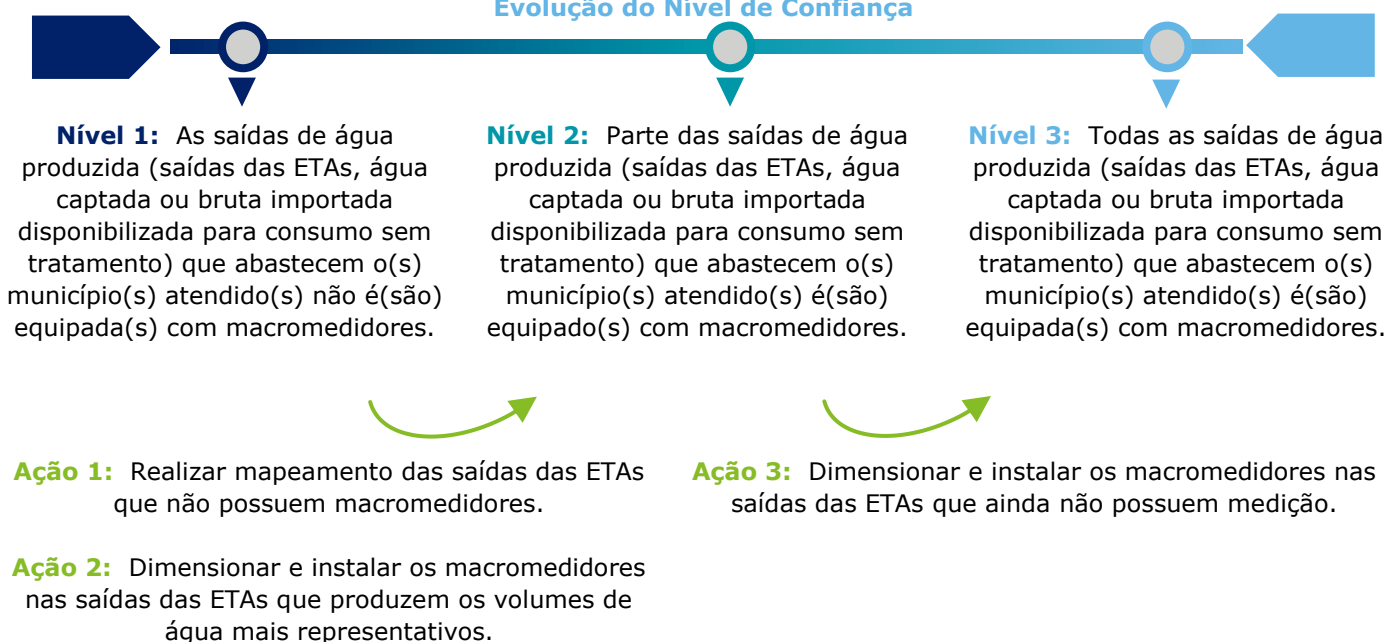 Evolução do Nível de Confiança
Nível 1: As saídas de água
produzida (saídas das ETAs, água
captada ou bruta importada
disponibilizada para consumo sem
tratamento) que abastecem o(s)
município(s) atendido(s) não é(são)
equipada(s) com macromedidores.
Nível 2: Parte das saídas de água
produzida (saídas das ETAs, água
captada ou bruta importada
disponibilizada para consumo sem
tratamento) que abastecem o(s)
município(s) atendido(s) é(são)
equipado(s) com macromedidores.
Nível 3: Todas as saídas de água
produzida (saídas das ETAs, água
captada ou bruta importada
disponibilizada para consumo sem
tratamento) que abastecem o(s)
município(s) atendido(s) é(são)
equipada(s) com macromedidores.
Ação 1: Realizar mapeamento das saídas das ETAs
que não possuem macromedidores.
Ação 2: Dimensionar e instalar os macromedidores
nas saídas das ETAs que produzem os volumes de
água mais representativos.
Ação 3: Dimensionar e instalar os macromedidores nas
saídas das ETAs que ainda não possuem medição.